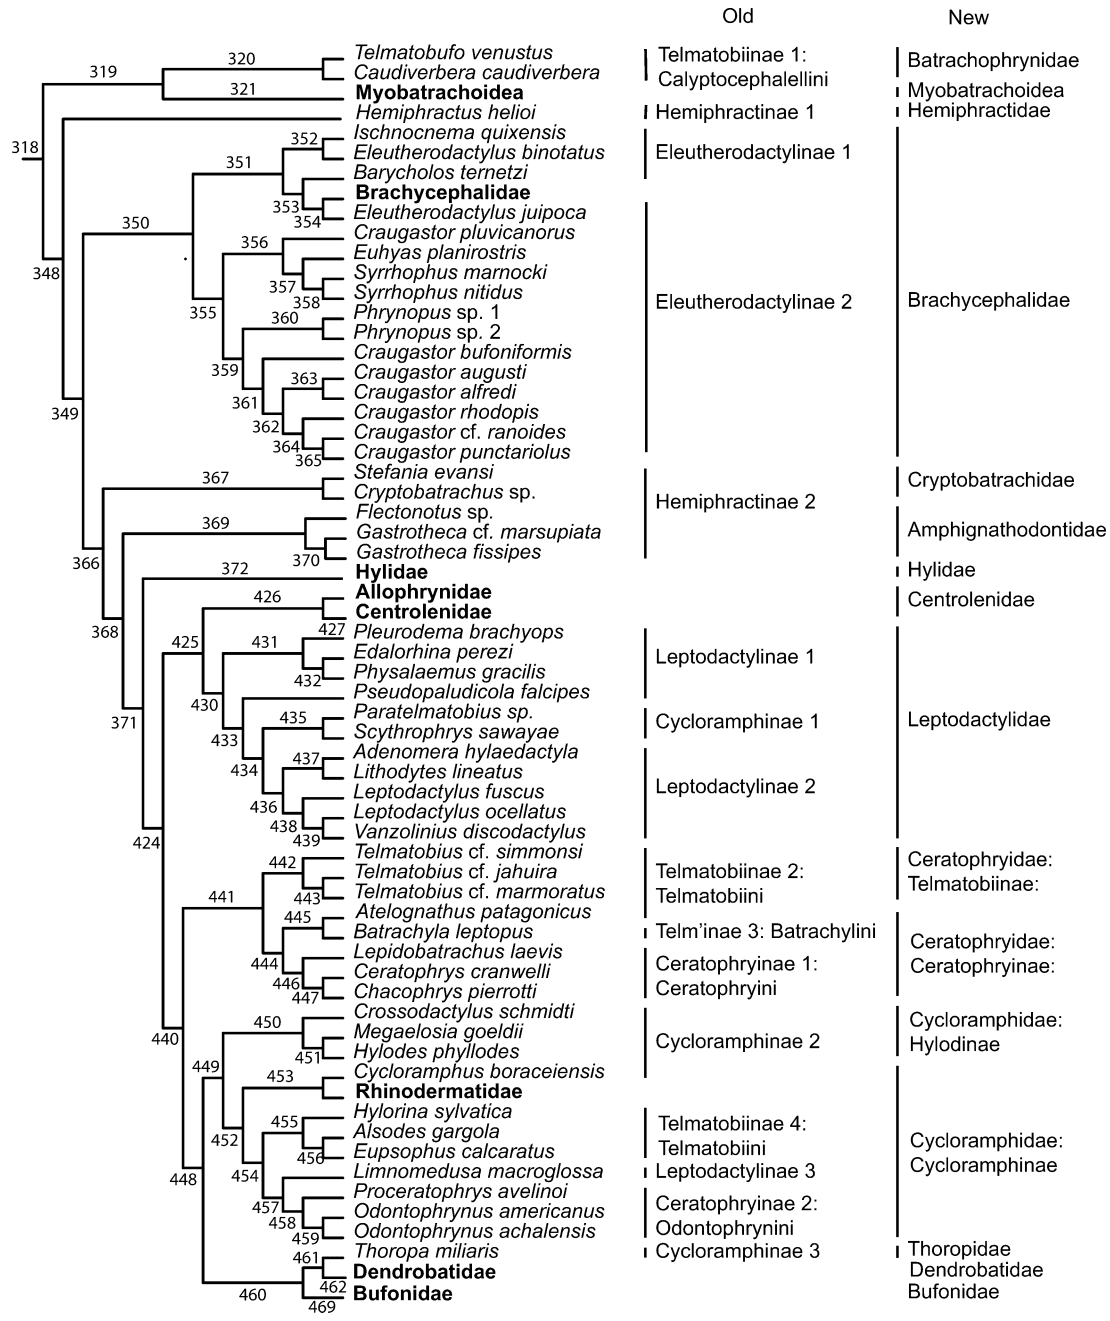 Old New
320 Telmatobufo venustus Telmatobiinae 1: Batrachophrynidae
319 Caudiverbera caudiverbera Calyptocephalellini
321 Myobatrachoidea Myobatrachoidea
Hemiphractus helioi Hemiphractinae 1 Hemiphractidae
318 352 Ischnocnema quixensis
351 Eleutherodactylus binotatus Eleutherodactylinae 1
Barycholos ternetzi
353 Brachycephalidae
354 Eleutherodactylus juipoca
350 Craugastor pluvicanorus
356 Euhyas planirostris
348 357 Syrrhophus marnocki
358 Syrrhophus nitidus Eleutherodactylinae 2 Brachycephalidae
355 360 Phrynopus sp. 1
Phrynopus sp. 2
359 Craugastor bufoniformis
363 Craugastor augusti
361 Craugastor alfredi
349 362 Craugastor rhodopis
364 Craugastor cf. ranoides
365 Craugastor punctariolus
367 Stefania evansi Cryptobatrachidae
Cryptobatrachus sp.
Hemiphractinae 2
369 Flectonotus sp.
Gastrotheca cf. marsupiata Amphignathodontidae
366 370 Gastrotheca fissipes
372 Hylidae Hylidae
426 Allophrynidae Centrolenidae
Centrolenidae
368 425 427 Pleurodema brachyops
431 Edalorhina perezi Leptodactylinae 1
432 Physalaemus gracilis
430 Pseudopaludicola falcipes
371 435 Paratelmatobius sp. Cycloramphinae 1 Leptodactylidae
433 Scythrophrys sawayae
434 437 Adenomera hylaedactyla
Lithodytes lineatus
436 Leptodactylus fuscus Leptodactylinae 2
438 Leptodactylus ocellatus
424 439 Vanzolinius discodactylus
442 Telmatobius cf. simmonsi Ceratophryidae:
Telmatobius cf. jahuira Telmatobiinae 2: Telmatobiinae:
441 443 Telmatobius cf. marmoratus Telmatobiini
445 Atelognathus patagonicus
Batrachyla leptopus Telm'inae 3: Batrachylini
444 Lepidobatrachus laevis Ceratophryidae:
446 Ceratophrys cranwelli Ceratophryinae 1: Ceratophryinae:
447 Chacophrys pierrotti Ceratophryini
450 Crossodactylus schmidti Cycloramphidae:
440 Megaelosia goeldii Cycloramphinae 2 Hylodinae
451 Hylodes phyllodes
449 453 Cycloramphus boraceiensis
Rhinodermatidae
455 Hylorina sylvatica
452 Alsodes gargola Telmatobiinae 4: Cycloramphidae:
456 Eupsophus calcaratus Telmatobiini Cycloramphinae
448 454 Limnomedusa macroglossa Leptodactylinae 3
457 Proceratophrys avelinoi
458 Odontophrynus americanus Ceratophryinae 2:
459 Odontophrynus achalensis Odontophrynini
461 Thoropa miliaris Cycloramphinae 3 Thoropidae
Dendrobatidae Dendrobatidae
460 462 Bufonidae Bufonidae
469